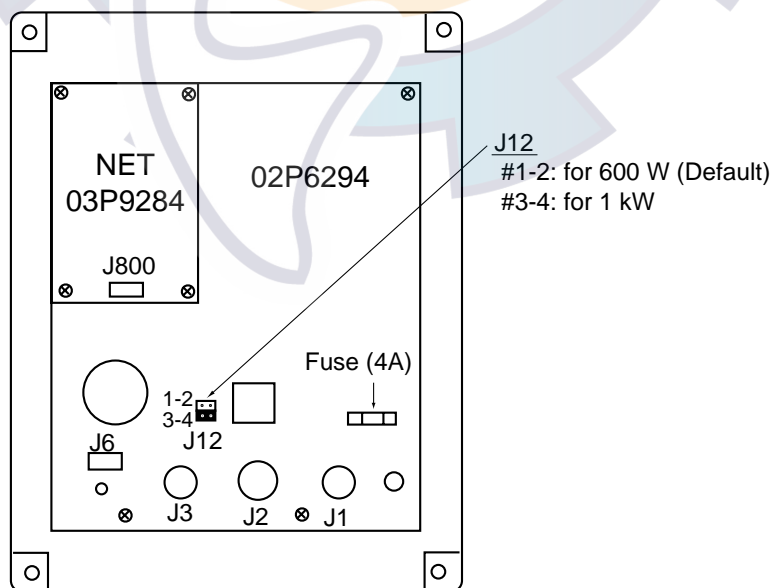 NET
03P9284
02P6294
J12
#1-2: for 600 W (Default)
#3-4: for 1 kW
J800
Fuse (4A)
1-2
3-4
J12
J6
J3
J2
J1